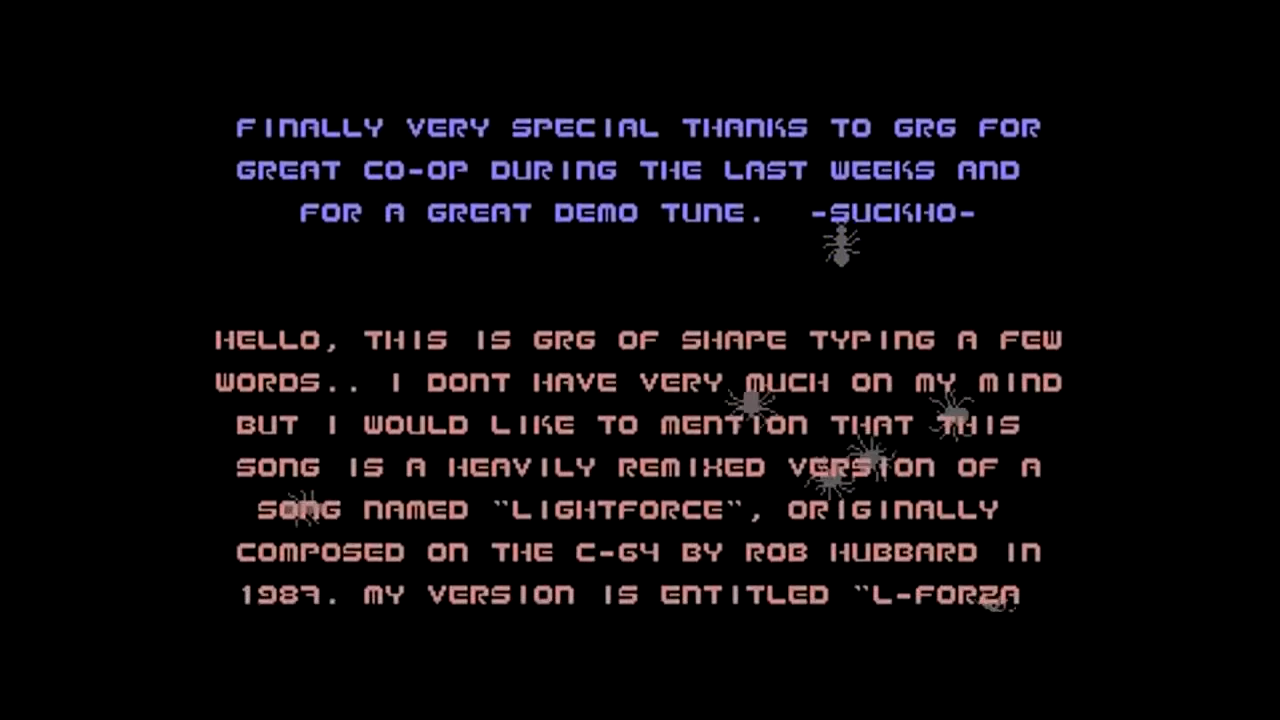 FINALLY VERY SPECIAL THANKS TO GRG FOR
GREAT CO-OP DURING THE LAST WEEKS AND
FOR A GREAT DEMO TUNE. -SUCKHO-
HELLO, THIS IS GRG OF SHAPE TYPING A FEW
WORDS.. I DONT HAVE VERY MUCH ON MY MIND
BUT I WOULD LIKE TO MENTION THAT THIS
SONG IS A HEAVILY REMIXED VERSION OF A
SONG NAMED "LIGHTFORCE", ORIGINALLY
COMPOSED ON THE C-64 BY ROB HUBBARD IN
1987. MY VERSION IS ENTITLED "L-FORZA